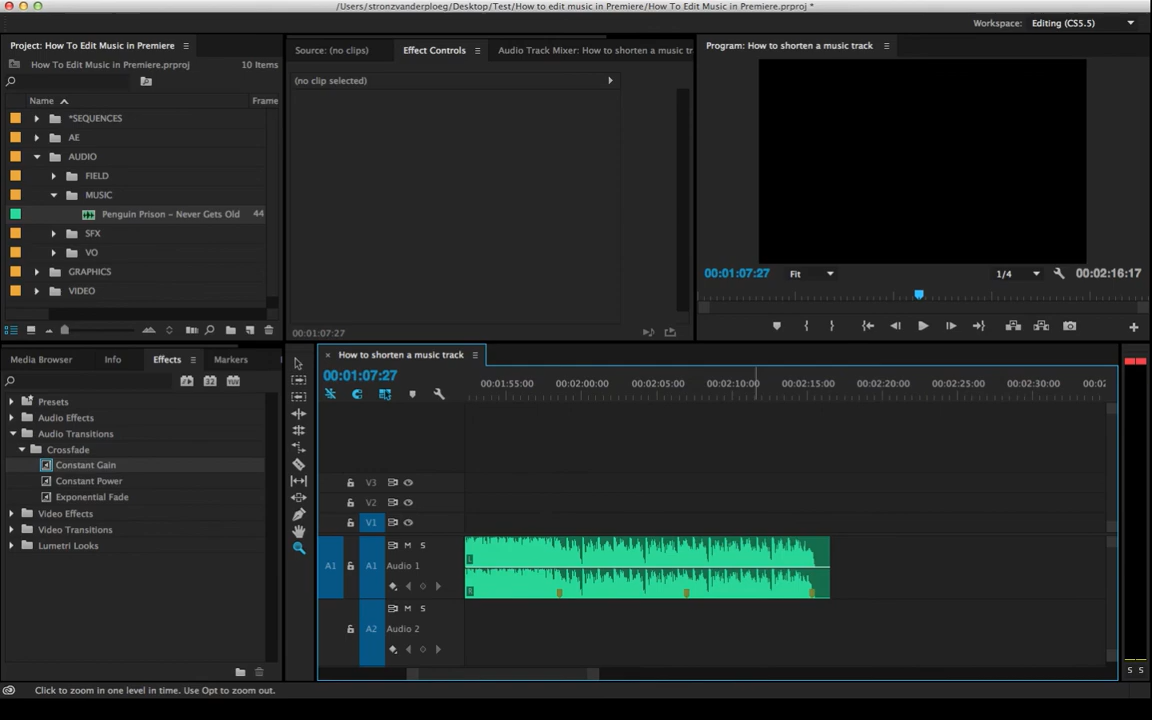 /Users/stronzvanderploeg/Desktop/Test/How to edit music in Premiere/How To Edit Music in Premiere.prproj *
Workspace: Editing (CS5.5)
Project: How To Edit Music in Premiere
How To Edit Music in Premiere.prproj 10 Items
Name Frame
*SEQUENCES
AE
AUDIO
FIELD
MUSIC
Penguin Prison – Never Gets Old 44
SFX
VO
GRAPHICS
VIDEO
Source: (no clips) Effect Controls Audio Track Mixer: How to shorten a music tr
(no clip selected)
00:01:07:27
Program: How to shorten a music track
00:01:07:27 Fit 1/4 00:02:16:17
Media Browser Info Effects Markers
32
Presets
Audio Effects
Audio Transitions
Crossfade
Constant Gain
Constant Power
Exponential Fade
Video Effects
Video Transitions
Lumetri Looks
How to shorten a music track
00:01:07:27
00:01:55:00 00:02:00:00 00:02:05:00 00:02:10:00 00:02:15:00 00:02:20:00 00:02:25:00 00:02:30:00 00:02
V3
V2
V1
M S
A1 A1 Audio 1
L
R
M S
A2 Audio 2
S S
Click to zoom in one level in time. Use Opt to zoom out.